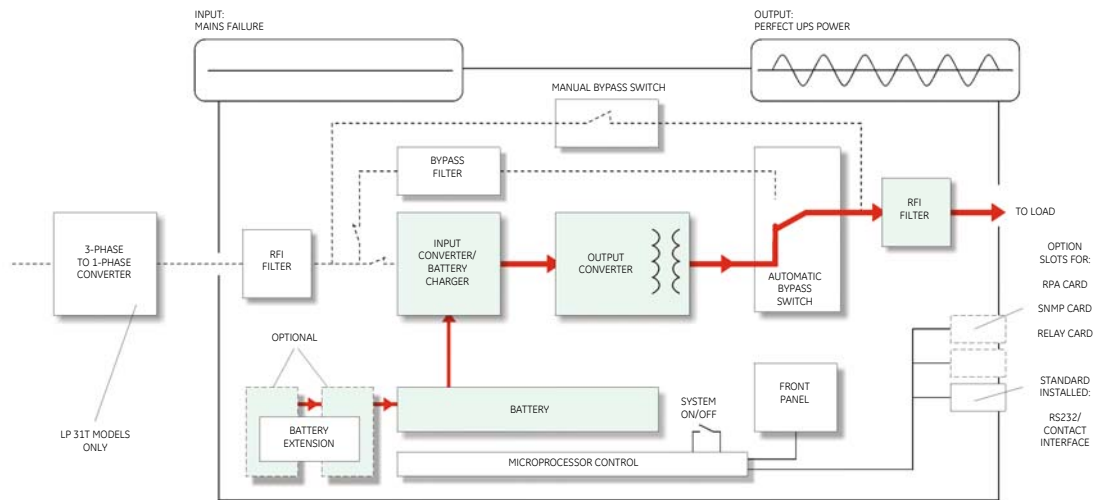 INPUT:
MAINS FAILURE
OUTPUT:
PERFECT UPS POWER
MANUAL BYPASS SWITCH
BYPASS
FILTER
3-PHASE
TO 1-PHASE
CONVERTER
RFI
FILTER
INPUT
CONVERTER/
BATTERY
CHARGER
OUTPUT
CONVERTER
AUTOMATIC
BYPASS
SWITCH
RFI
FILTER
TO LOAD
OPTION
SLOTS FOR:
RPA CARD
SNMP CARD
RELAY CARD
STANDARD
INSTALLED:
RS232/
CONTACT
INTERFACE
OPTIONAL
BATTERY
EXTENSION
BATTERY
SYSTEM
ON/OFF
FRONT
PANEL
MICROPROCESSOR CONTROL
LP 31T MODELS
ONLY